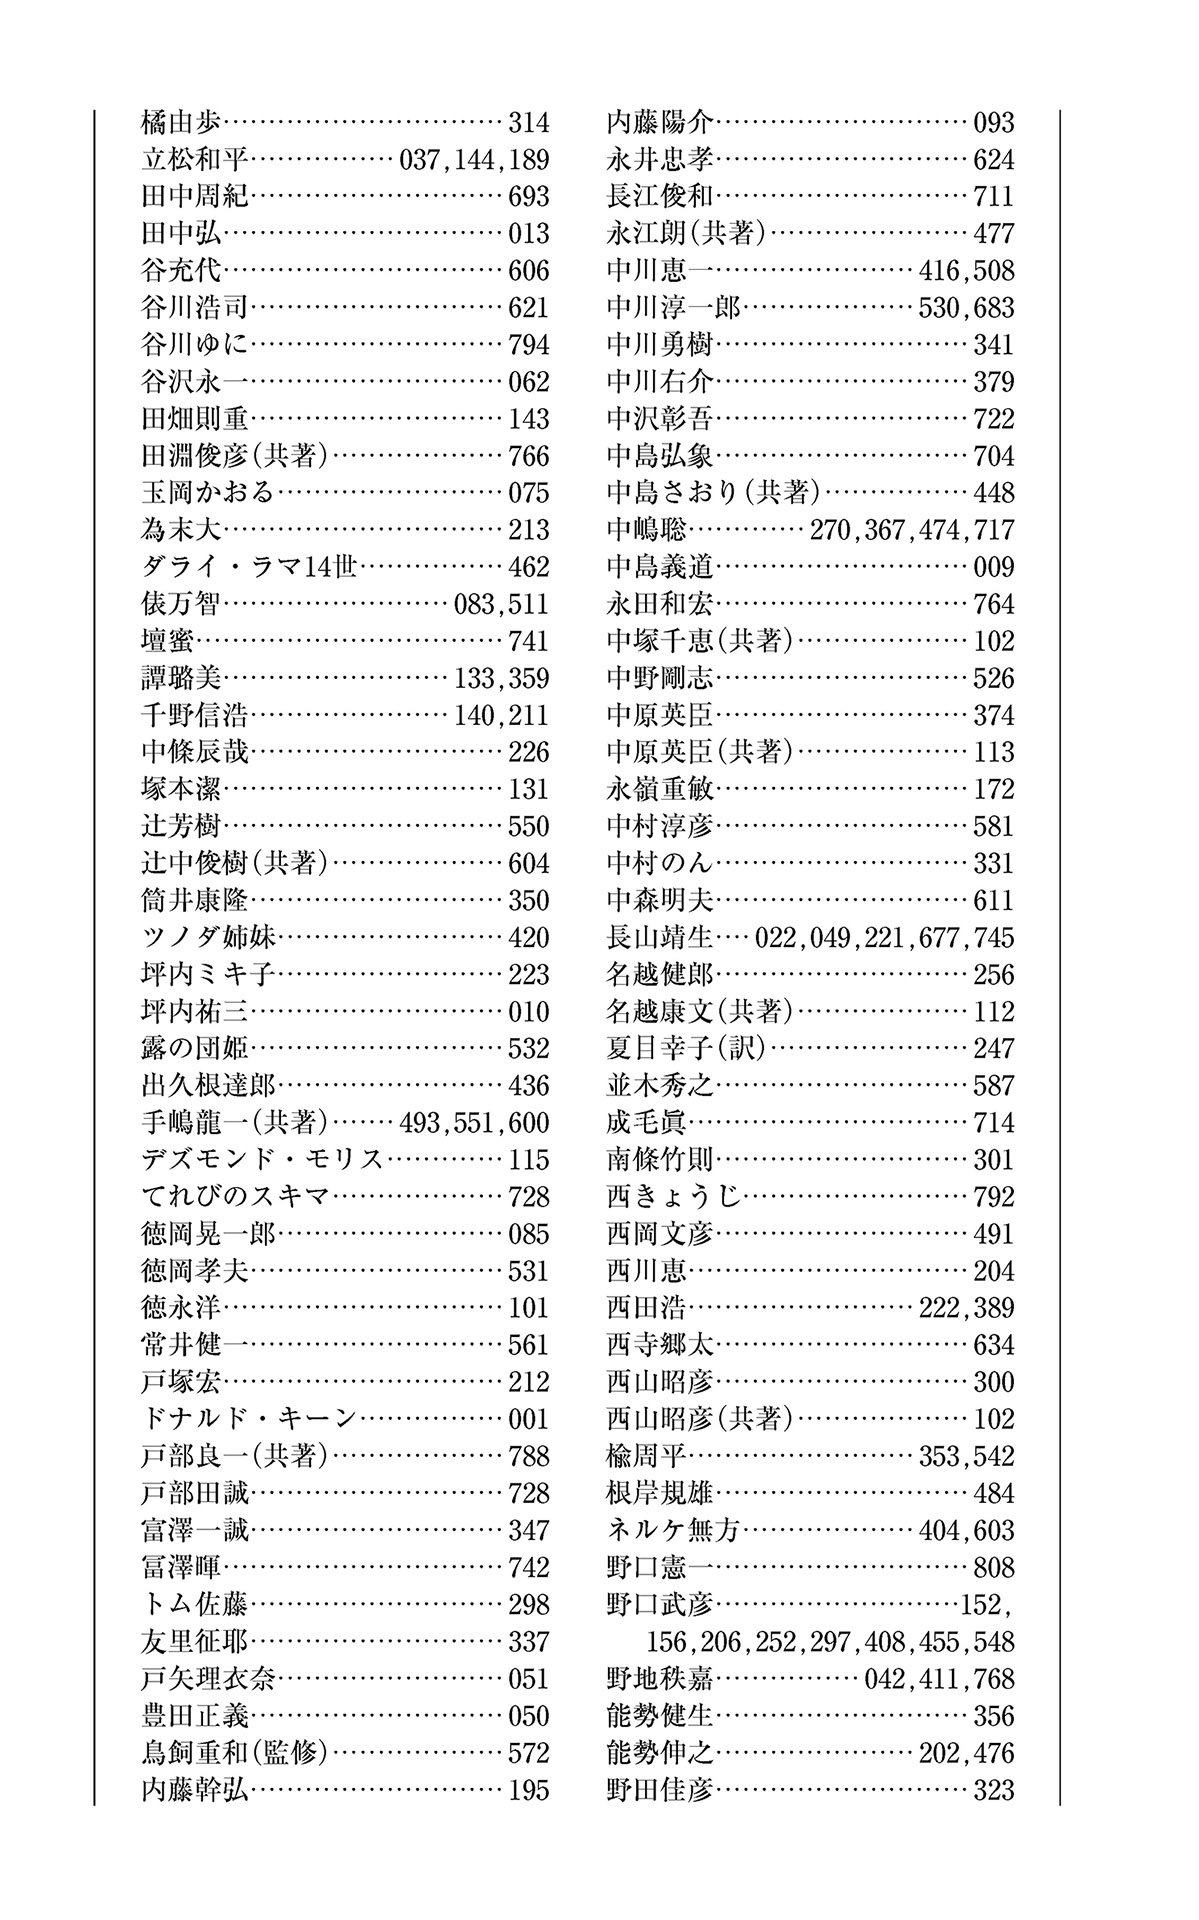 橘由歩……………………………314
立松和平………………037,144,189
田中周紀…………………………693
田中弘……………………………013
谷充代……………………………606
谷川浩司…………………………621
谷川ゆに…………………………794
谷沢永一…………………………062
田畑則重…………………………143
田淵俊彦(共著)…………………766
玉岡かおる………………………075
為末大……………………………213
ダライ・ラマ14世………………462
俵万智………………………083,511
壇蜜………………………………741
譚璐美………………………133,359
千野信浩……………………140,211
中條辰哉…………………………226
塚本潔……………………………131
辻芳樹……………………………550
辻中俊樹(共著)…………………604
筒井康隆…………………………350
ツノダ姉妹………………………420
坪内ミキ子………………………223
坪内祐三…………………………010
露の団姫…………………………532
出久根達郎………………………436
手嶋龍一(共著)……493,551,600
デズモンド・モリス……………115
てれびのスキマ…………………728
徳岡晃一郎………………………085
徳岡孝夫…………………………531
徳永洋……………………………101
常井健一…………………………561
戸塚宏……………………………212
ドナルド・キーン………………001
戸部良一(共著)…………………788
戸部田誠…………………………728
富澤一誠…………………………347
冨澤暉……………………………742
トム佐藤…………………………298
友里征耶…………………………337
戸矢理衣奈………………………051
豊田正義…………………………050
鳥飼重和(監修)…………………572
内藤幹弘…………………………195
内藤陽介…………………………093
永井忠孝…………………………624
長江俊和…………………………711
永江朗(共著)……………………477
中川恵一……………………416,508
中川淳一郎…………………530,683
中川勇樹…………………………341
中川右介…………………………379
中沢彰吾…………………………722
中島弘象…………………………704
中島さおり(共著)………………448
中嶋聡…………270,367,474,717
中島義道…………………………009
永田和宏…………………………764
中塚千恵(共著)…………………102
中野剛志…………………………526
中原英臣…………………………374
中原英臣(共著)…………………113
永嶺重敏…………………………172
中村淳彦…………………………581
中村のん…………………………331
中森明夫…………………………611
長山靖生…022,049,221,677,745
名越健郎…………………………256
名越康文(共著)…………………112
夏目幸子(訳)……………………247
並木秀之…………………………587
成毛眞……………………………714
南條竹則…………………………301
西きょうじ………………………792
西岡文彦…………………………491
西川恵……………………………204
西田浩………………………222,389
西寺郷太…………………………634
西山昭彦…………………………300
西山昭彦(共著)…………………102
楡周平………………………353,542
根岸規雄…………………………484
ネルケ無方…………………404,603
野口憲一…………………………808
野口武彦………………………152,
156,206,252,297,408,455,548
野地秩嘉………………042,411,768
能勢健生…………………………356
能勢伸之……………………202,476
野田佳彦…………………………323